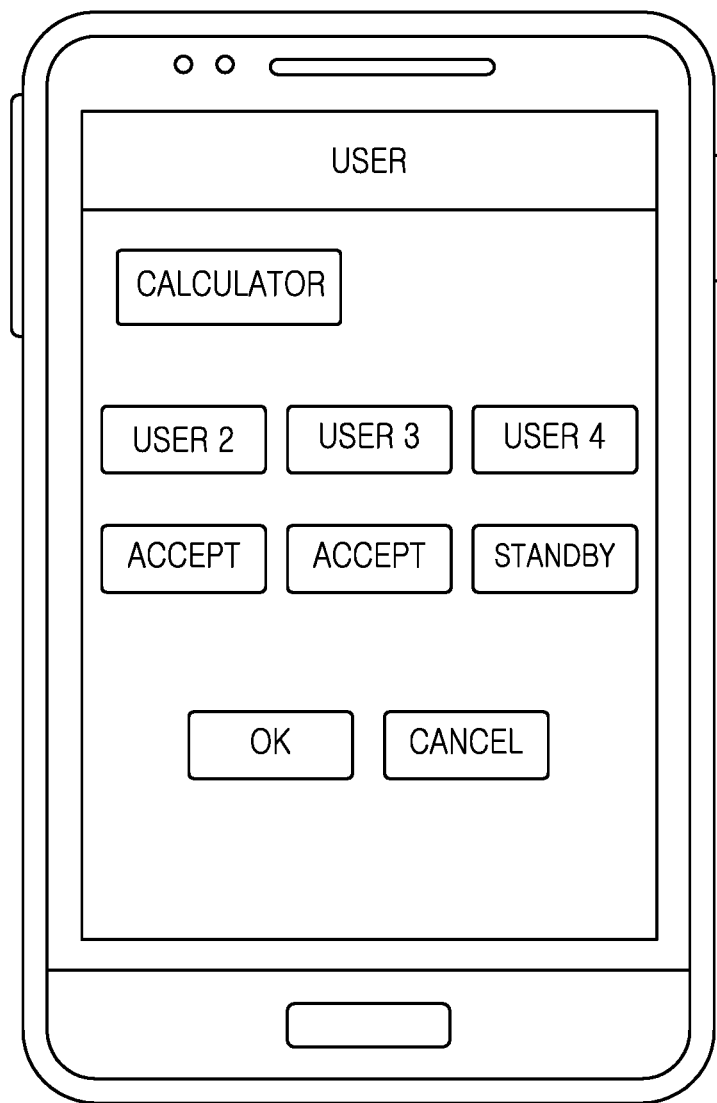 USER
CALCULATOR
USER 2 USER 3 USER 4
ACCEPT ACCEPT STANDBY
OK CANCEL